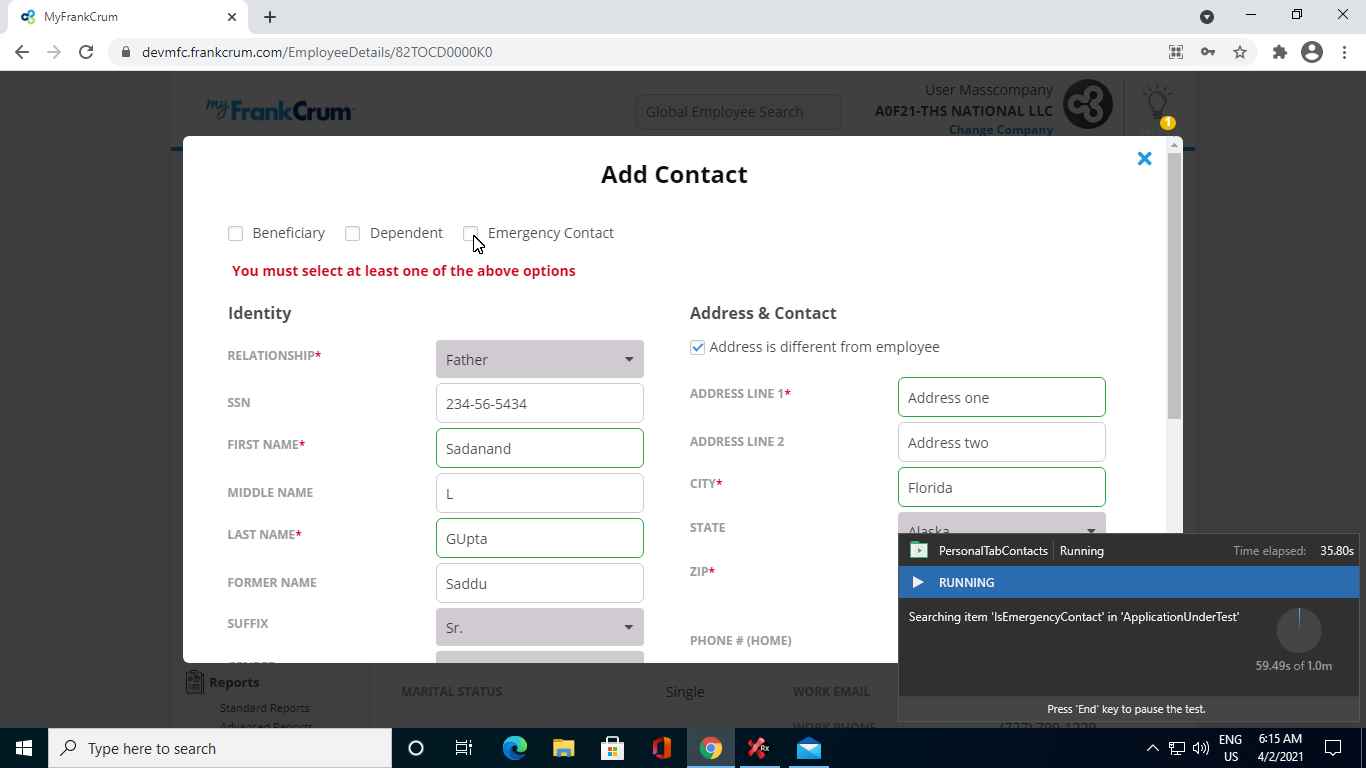 MyFrankCrum
devmfc.frankcrum.com/EmployeeDetails/82TOCD0000K0
myFrankCrum
Global Employee Search
User Masscompany
A0F21-THS NATIONAL LLC
Change Company
1
Add Contact
Beneficiary Dependent Emergency Contact
You must select at least one of the above options
Identity
RELATIONSHIP* Father
SSN 234-56-5434
FIRST NAME* Sadanand
MIDDLE NAME L
LAST NAME* GUpta
FORMER NAME Saddu
SUFFIX Sr.
Address & Contact
Address is different from employee
ADDRESS LINE 1* Address one
ADDRESS LINE 2 Address two
CITY* Florida
STATE Alaska
ZIP*
PHONE # (HOME)
PersonalTabContacts Running Time elapsed: 35.80s
RUNNING
Searching item 'IsEmergencyContact' in 'ApplicationUnderTest'
59.49s of 1.0m
Press 'End' key to pause the test.
Reports
Standard Reports
Advanced Reports
MARITAL STATUS Single WORK EMAIL
WORK PHONE
Type here to search
Rx
ENG
US
6:15 AM
4/2/2021